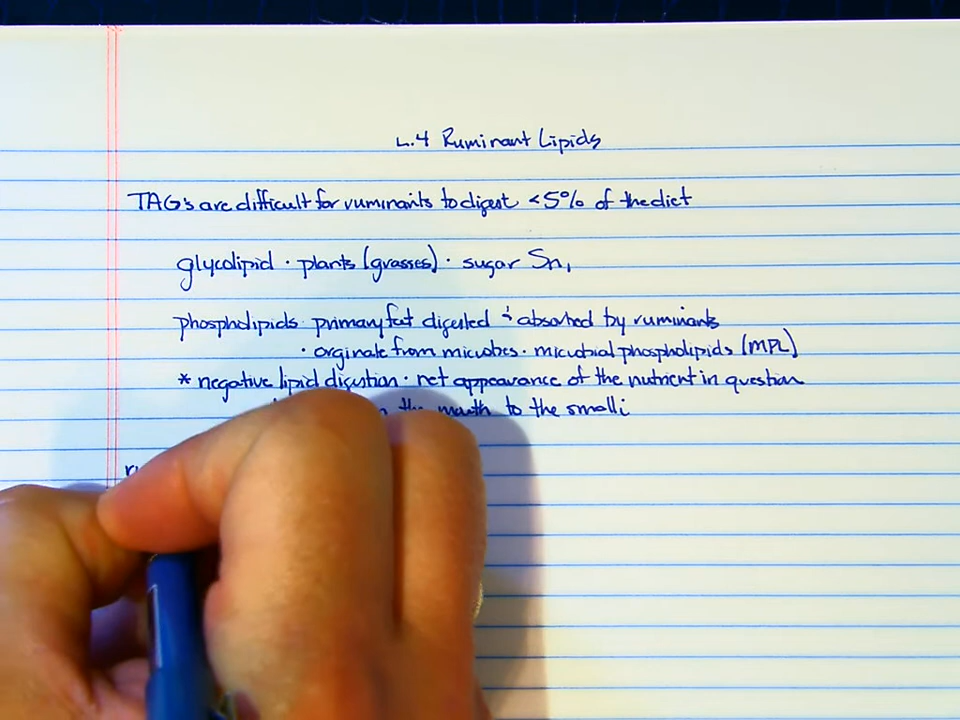 L.4 Ruminant Lipids
TAG's are difficult for ruminants to digest <5% of the diet
glycolipid · plants (grasses) · sugar Sn1
phospholipids · primary fat digested & absorbed by ruminants
· orginate from microbes · microbial phospholipids (MPL)
* negative lipid digestion · net appearance of the nutrient in question
the mouth to the small i